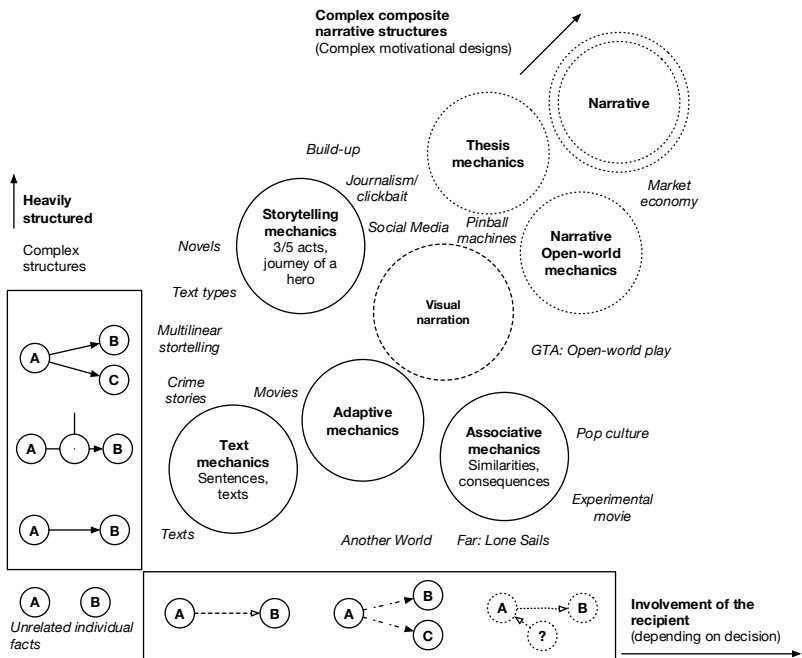 Complex composite
narrative structures
(Complex motivational designs)
Narrative
Thesis
mechanics
Build-up
Journalism/
clickbait
Market
economy
Heavily
structured
Complex
structures
Storytelling
mechanics
3/5 acts,
journey of a
hero
Social Media
Pinball
machines
Narrative
Open-world
mechanics
Novels
Text types
Visual
narration
Multilinear
stortelling
GTA: Open-world play
A
B
C
Crime
stories
Movies
Adaptive
mechanics
Associative
mechanics
Similarities,
consequences
Pop culture
A
B
Text
mechanics
Sentences,
texts
Experimental
movie
A
B
Texts
Another World
Far: Lone Sails
A
B
Unrelated individual
facts
A
B
A
B
C
A
B
?
Involvement of the
recipient
(depending on decision)